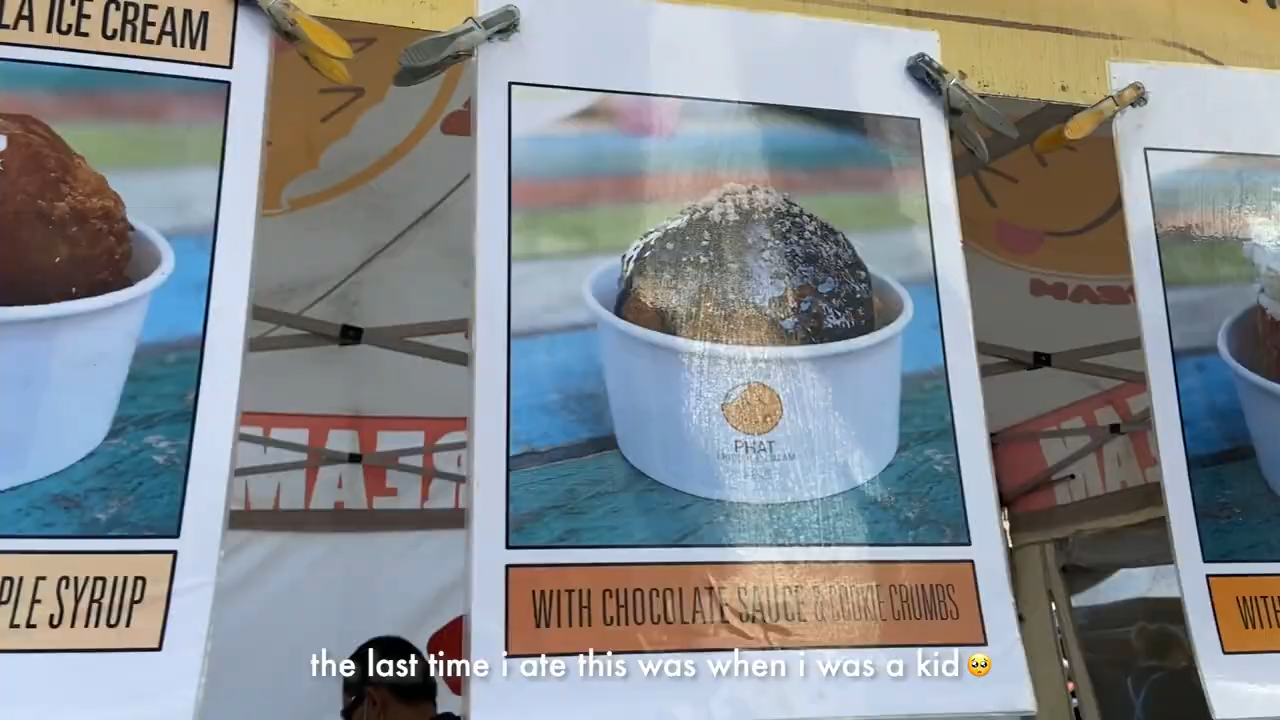 LA ICE CREAM
PLE SYRUP
PHAT
WITH CHOCOLATE SAUCE & COOKIE CRUMBS
WITH
the last time i ate this was when i was a kid🥺